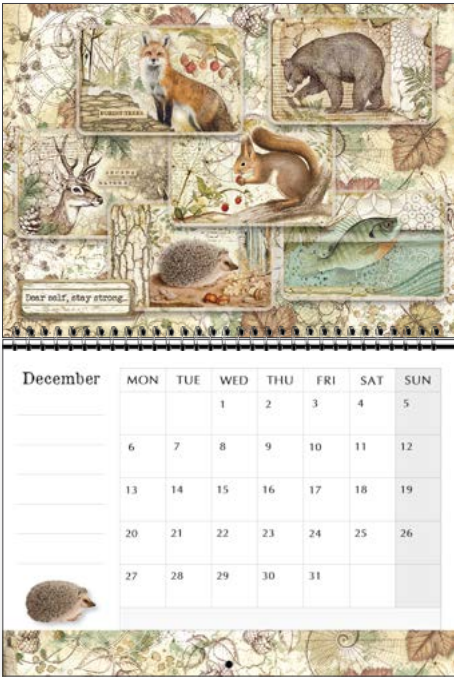 FOREST TREES
Dear self, stay strong...
December
MON TUE WED THU FRI SAT SUN
1 2 3 4 5
6 7 8 9 10 11 12
13 14 15 16 17 18 19
20 21 22 23 24 25 26
27 28 29 30 31